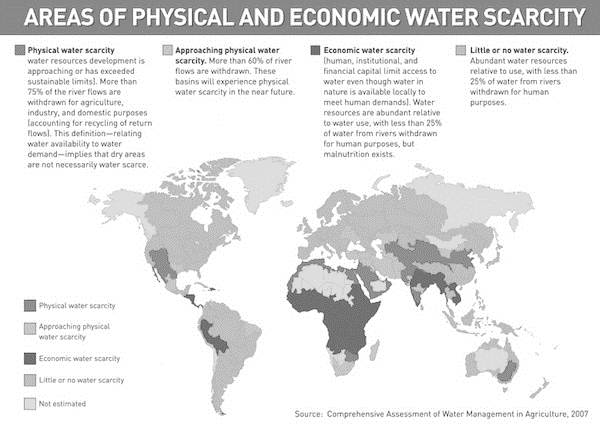 AREAS OF PHYSICAL AND ECONOMIC WATER SCARCITY
Physical water scarcity
water resources development is
approaching or has exceeded
sustainable limits). More than
75% of the river flows are
withdrawn for agriculture,
industry, and domestic purposes
(accounting for recycling of return
flows). This definition—relating
water availability to water
demand—implies that dry areas
are not necessarily water scarce.
Approaching physical water
scarcity. More than 60% of river
flows are withdrawn. These
basins will experience physical
water scarcity in the near future.
Economic water scarcity
(human, institutional, and
financial capital limit access to
water even though water in
nature is available locally to
meet human demands). Water
resources are abundant relative
to water use, with less than 25%
of water from rivers withdrawn
for human purposes, but
malnutrition exists.
Little or no water scarcity.
Abundant water resources
relative to use, with less than
25% of water from rivers
withdrawn for human
purposes.
Physical water scarcity
Approaching physical
water scarcity
Economic water scarcity
Little or no water scarcity
Not estimated
Source: Comprehensive Assessment of Water Management in Agriculture, 2007